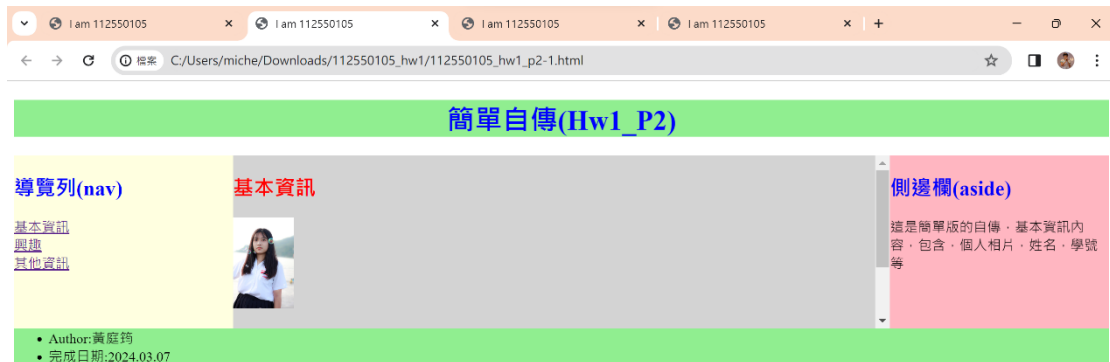 I am 112550105
I am 112550105
I am 112550105
I am 112550105
檔案 C:/Users/miche/Downloads/112550105_hw1/112550105_hw1_p2-1.html
簡單自傳(Hw1_P2)
導覽列(nav)
基本資訊
興趣
其他資訊
基本資訊
側邊欄(aside)
這是簡單版的自傳，基本資訊內
容，包含，個人相片，姓名，學號
等
Author:黃庭筠
完成日期:2024.03.07